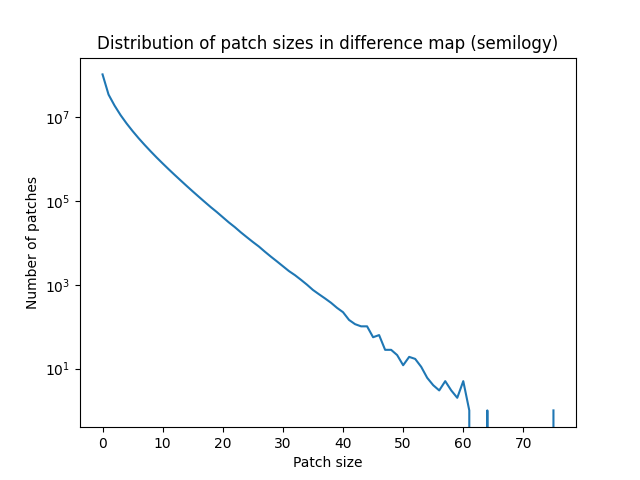 Distribution of patch sizes in difference map (semilogy)
Number of patches
10^7
10^5
10^3
10^1
0 10 20 30 40 50 60 70
Patch size